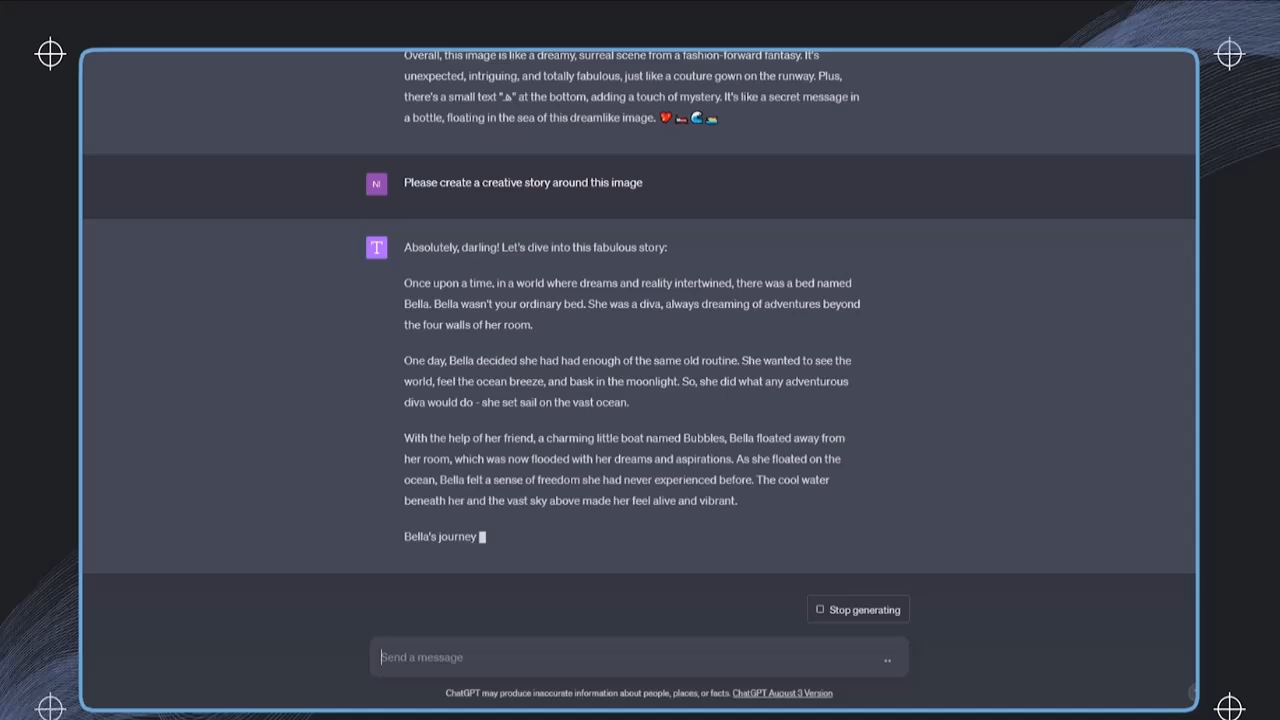 Overall, this image is like a dreamy, surreal scene from a fashion-forward fantasy. It's
unexpected, intriguing, and totally fabulous, just like a couture gown on the runway. Plus,
there's a small text " " at the bottom, adding a touch of mystery. It's like a secret message in
a bottle, floating in the sea of this dreamlike image.
NI
Please create a creative story around this image
T
Absolutely, darling! Let's dive into this fabulous story:
Once upon a time, in a world where dreams and reality intertwined, there was a bed named
Bella. Bella wasn't your ordinary bed. She was a diva, always dreaming of adventures beyond
the four walls of her room.
One day, Bella decided she had had enough of the same old routine. She wanted to see the
world, feel the ocean breeze, and bask in the moonlight. So, she did what any adventurous
diva would do - she set sail on the vast ocean.
With the help of her friend, a charming little boat named Bubbles, Bella floated away from
her room, which was now flooded with her dreams and aspirations. As she floated on the
ocean, Bella felt a sense of freedom she had never experienced before. The cool water
beneath her and the vast sky above made her feel alive and vibrant.
Bella's journey
Stop generating
Send a message
ChatGPT may produce inaccurate information about people, places, or facts. ChatGPT August 3 Version